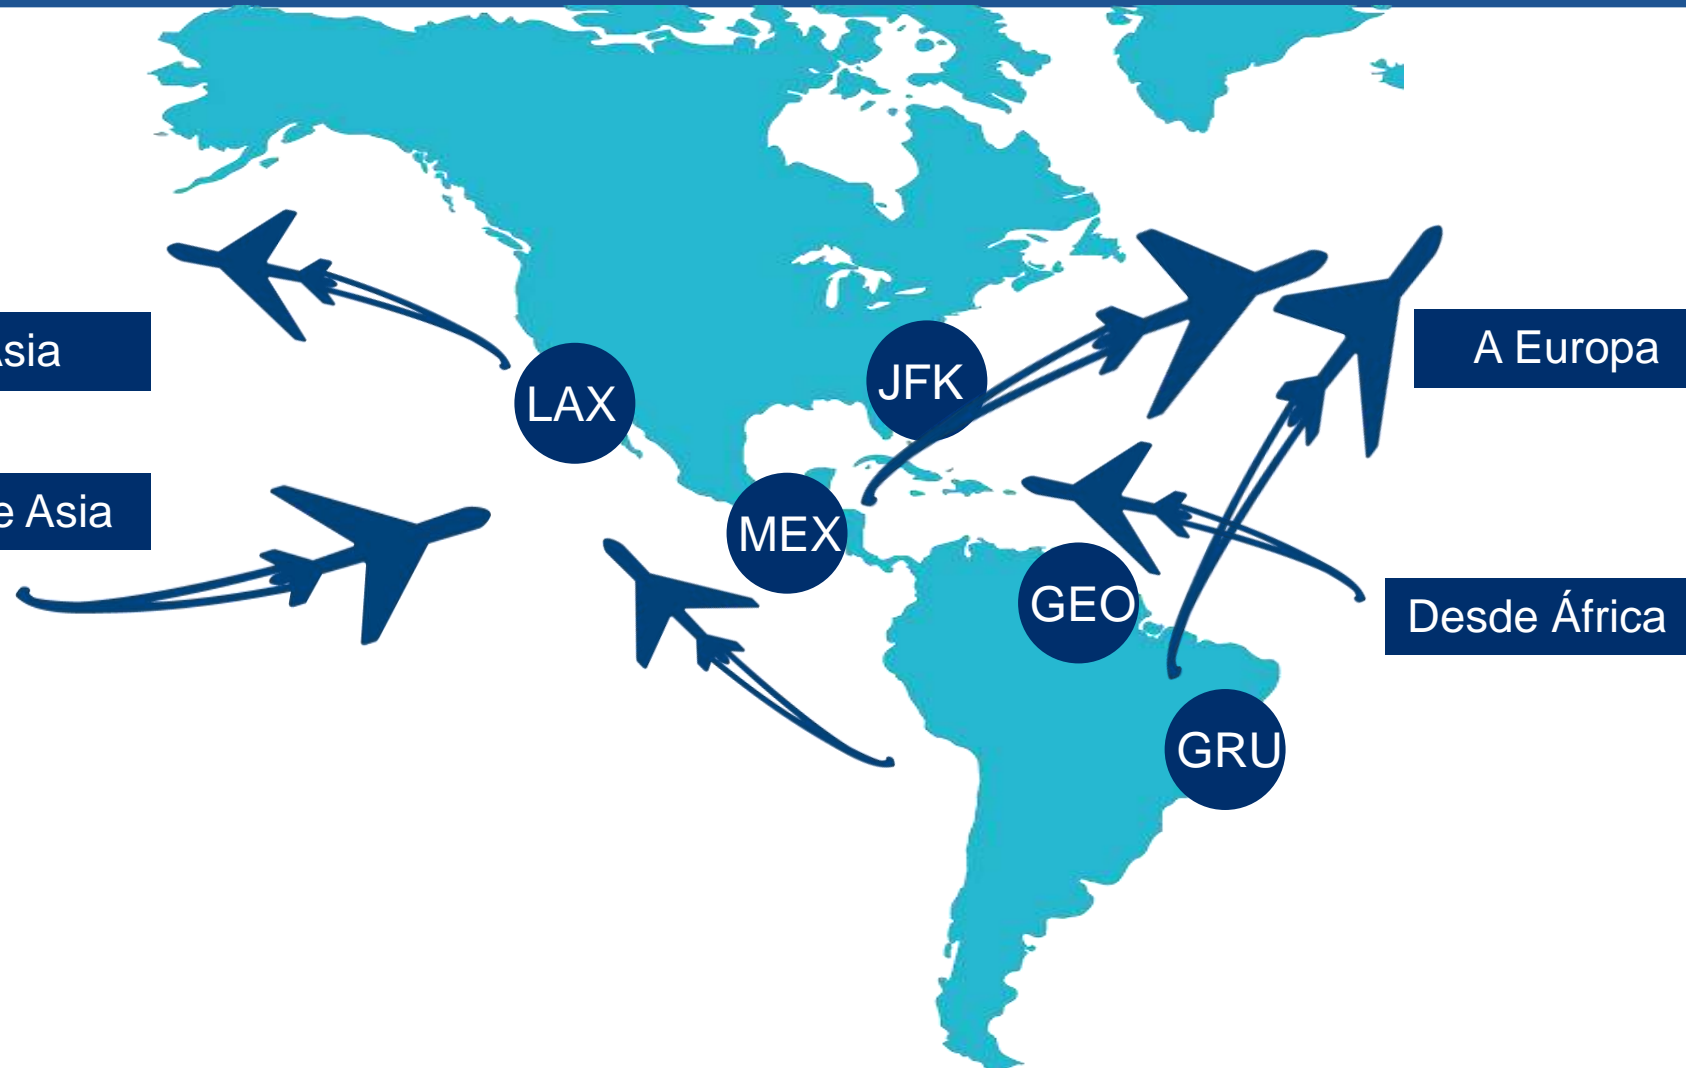 A Europa
sia
JFK
LAX
e Asia
MEX
GEO
Desde África
GRU